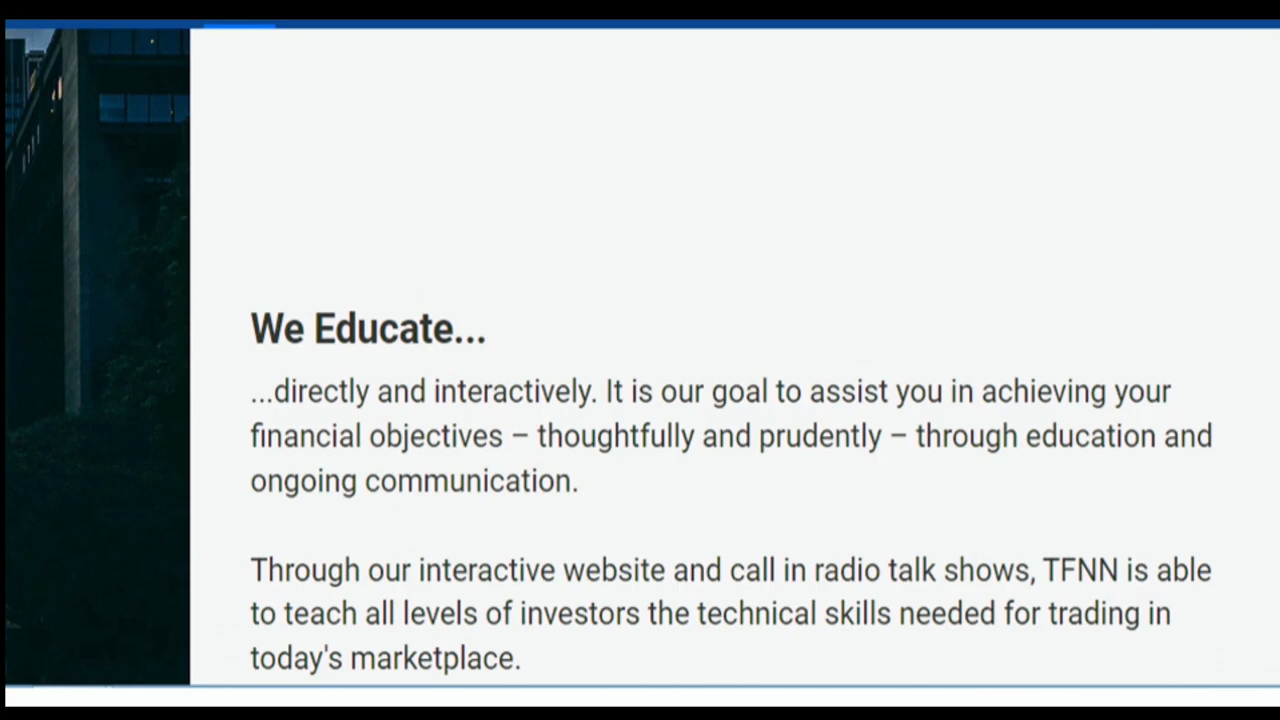 We Educate...
...directly and interactively. It is our goal to assist you in achieving your
financial objectives – thoughtfully and prudently – through education and
ongoing communication.
Through our interactive website and call in radio talk shows, TFNN is able
to teach all levels of investors the technical skills needed for trading in
today's marketplace.